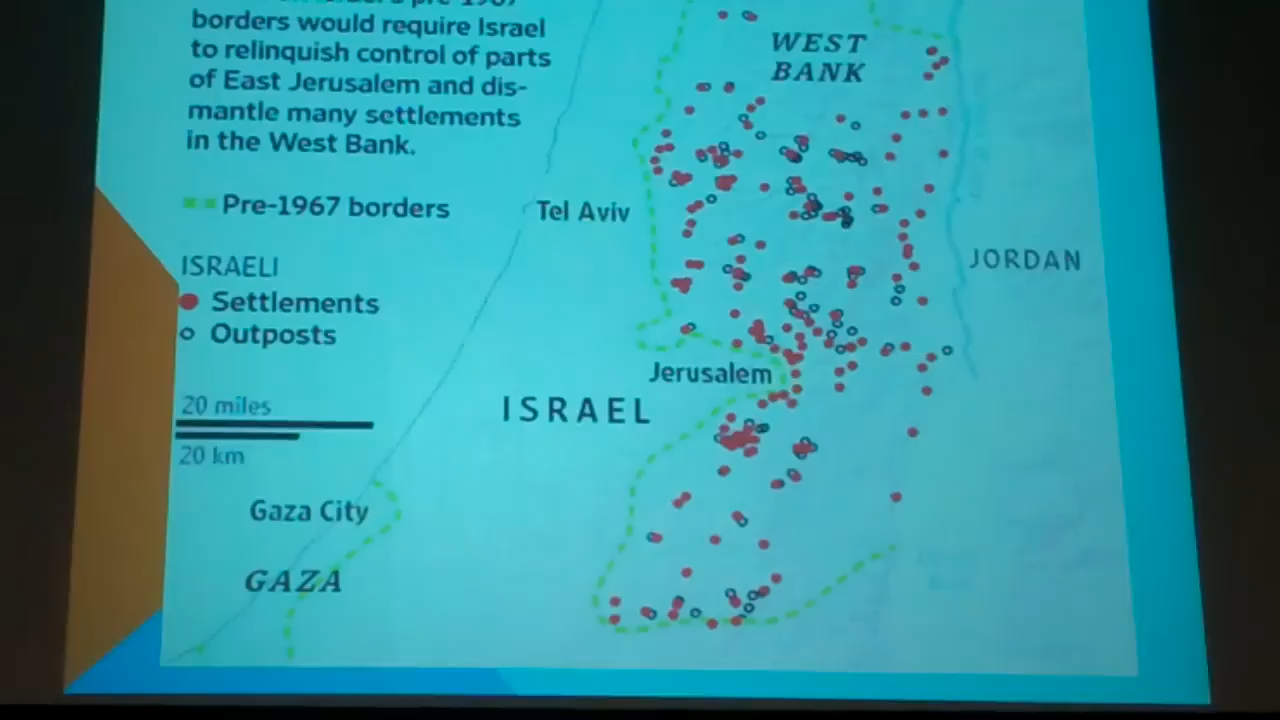 borders would require Israel
to relinquish control of parts
of East Jerusalem and dis-
mantle many settlements
in the West Bank.
Pre-1967 borders
ISRAELI
Settlements
Outposts
20 miles
20 km
WEST
BANK
Tel Aviv
JORDAN
Jerusalem
ISRAEL
Gaza City
GAZA